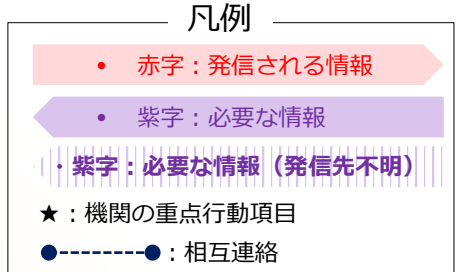 凡例
• 赤字：発信される情報
• 紫字：必要な情報
・紫字：必要な情報（発信先不明）
★：機関の重点行動項目
●--------●：相互連絡